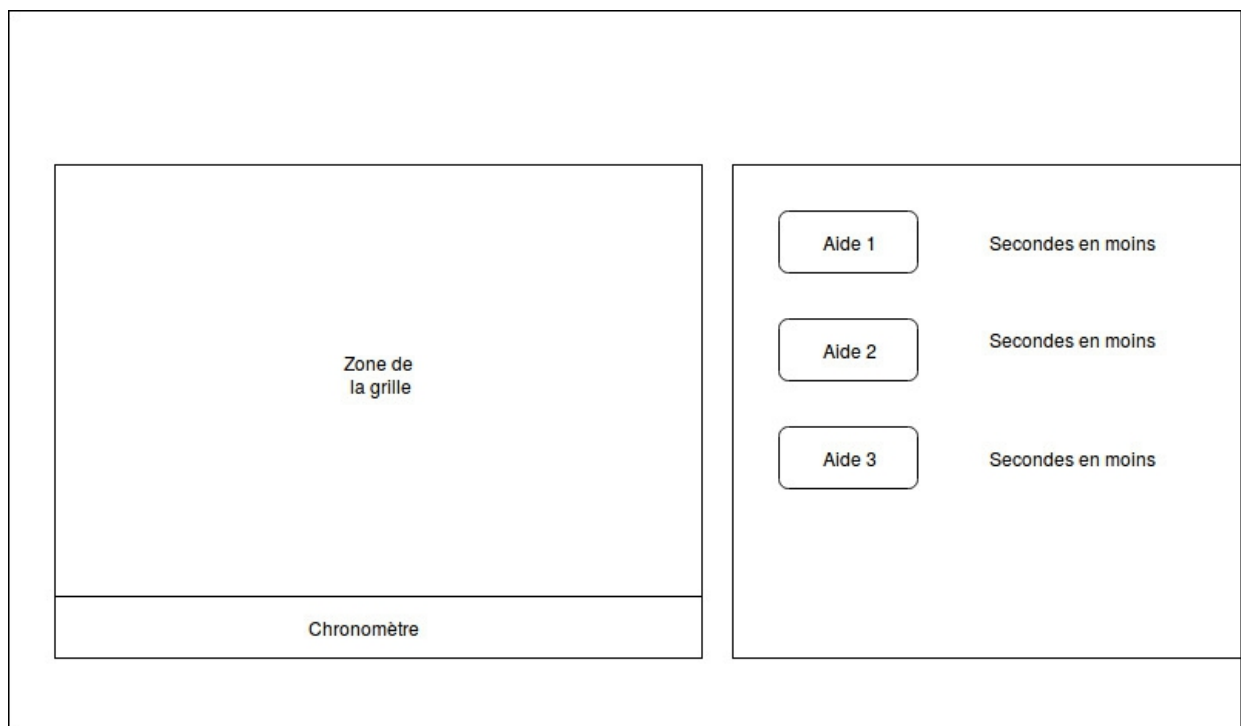 Zone de
la grille
Chronomètre
Aide 1
Secondes en moins
Aide 2
Secondes en moins
Aide 3
Secondes en moins